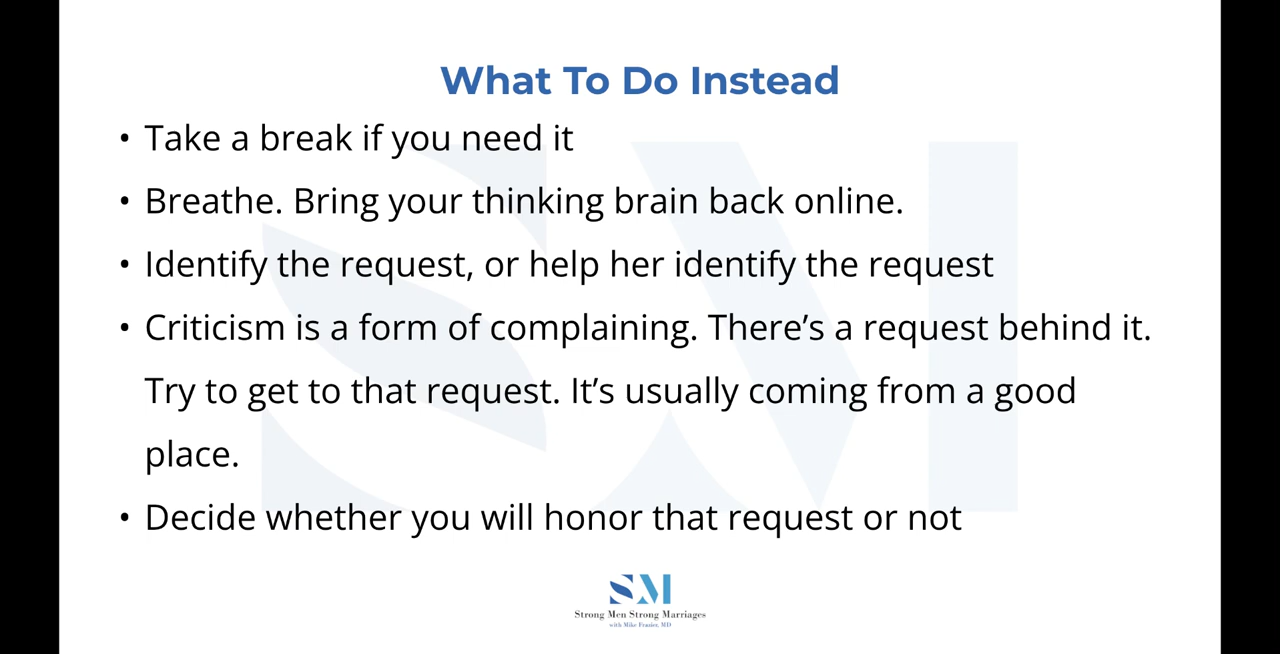 What To Do Instead
• Take a break if you need it
• Breathe. Bring your thinking brain back online.
• Identify the request, or help her identify the request
• Criticism is a form of complaining. There’s a request behind it.
Try to get to that request. It’s usually coming from a good
place.
• Decide whether you will honor that request or not
SM
Strong Men Strong Marriages
with Mike Frazier, MD